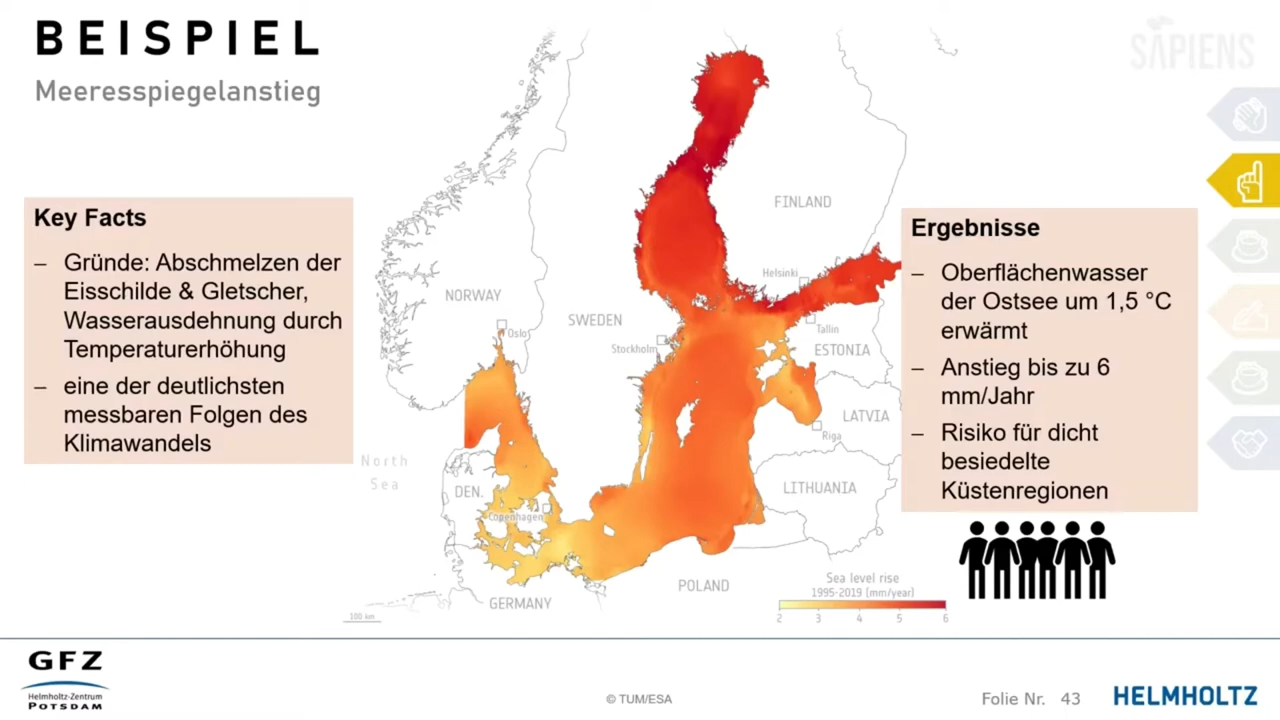 BEISPIEL
Meeresspiegelanstieg
SAPIENS
Key Facts
– Gründe: Abschmelzen der
Eisschilde & Gletscher,
Wasserausdehnung durch
Temperaturerhöhung
– eine der deutlichsten
messbaren Folgen des
Klimawandels
FINLAND
Helsinki
NORWAY
Oslo
SWEDEN
Stockholm
Tallin
ESTONIA
LATVIA
Riga
North
Sea
DEN.
Copenhagen
LITHUANIA
POLAND
GERMANY
100 km
Sea level rise
1995-2019 (mm/year)
2 3 4 5 6
Ergebnisse
– Oberflächenwasser
der Ostsee um 1,5 °C
erwärmt
– Anstieg bis zu 6
mm/Jahr
– Risiko für dicht
besiedelte
Küstenregionen
GFZ
Helmholtz-Zentrum
POTSDAM
© TUM/ESA
Folie Nr. 43
HELMHOLTZ